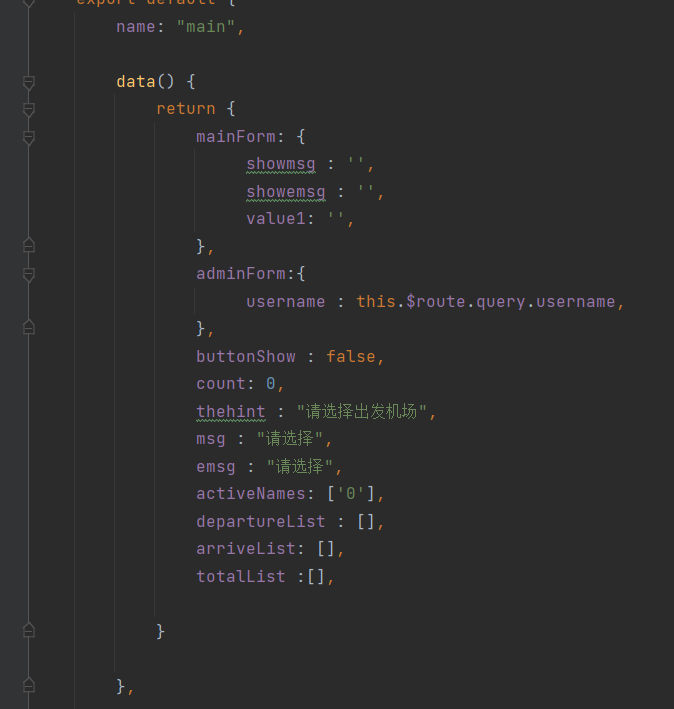 export default {
name: "main",
data() {
return {
mainForm: {
showmsg : '',
showemsg : '',
value1: '',
},
adminForm:{
username : this.$route.query.username,
},
buttonShow : false,
count: 0,
thehint : "请选择出发机场",
msg : "请选择",
emsg : "请选择",
activeNames: ['0'],
departureList : [],
arriveList: [],
totalList :[],
}
},